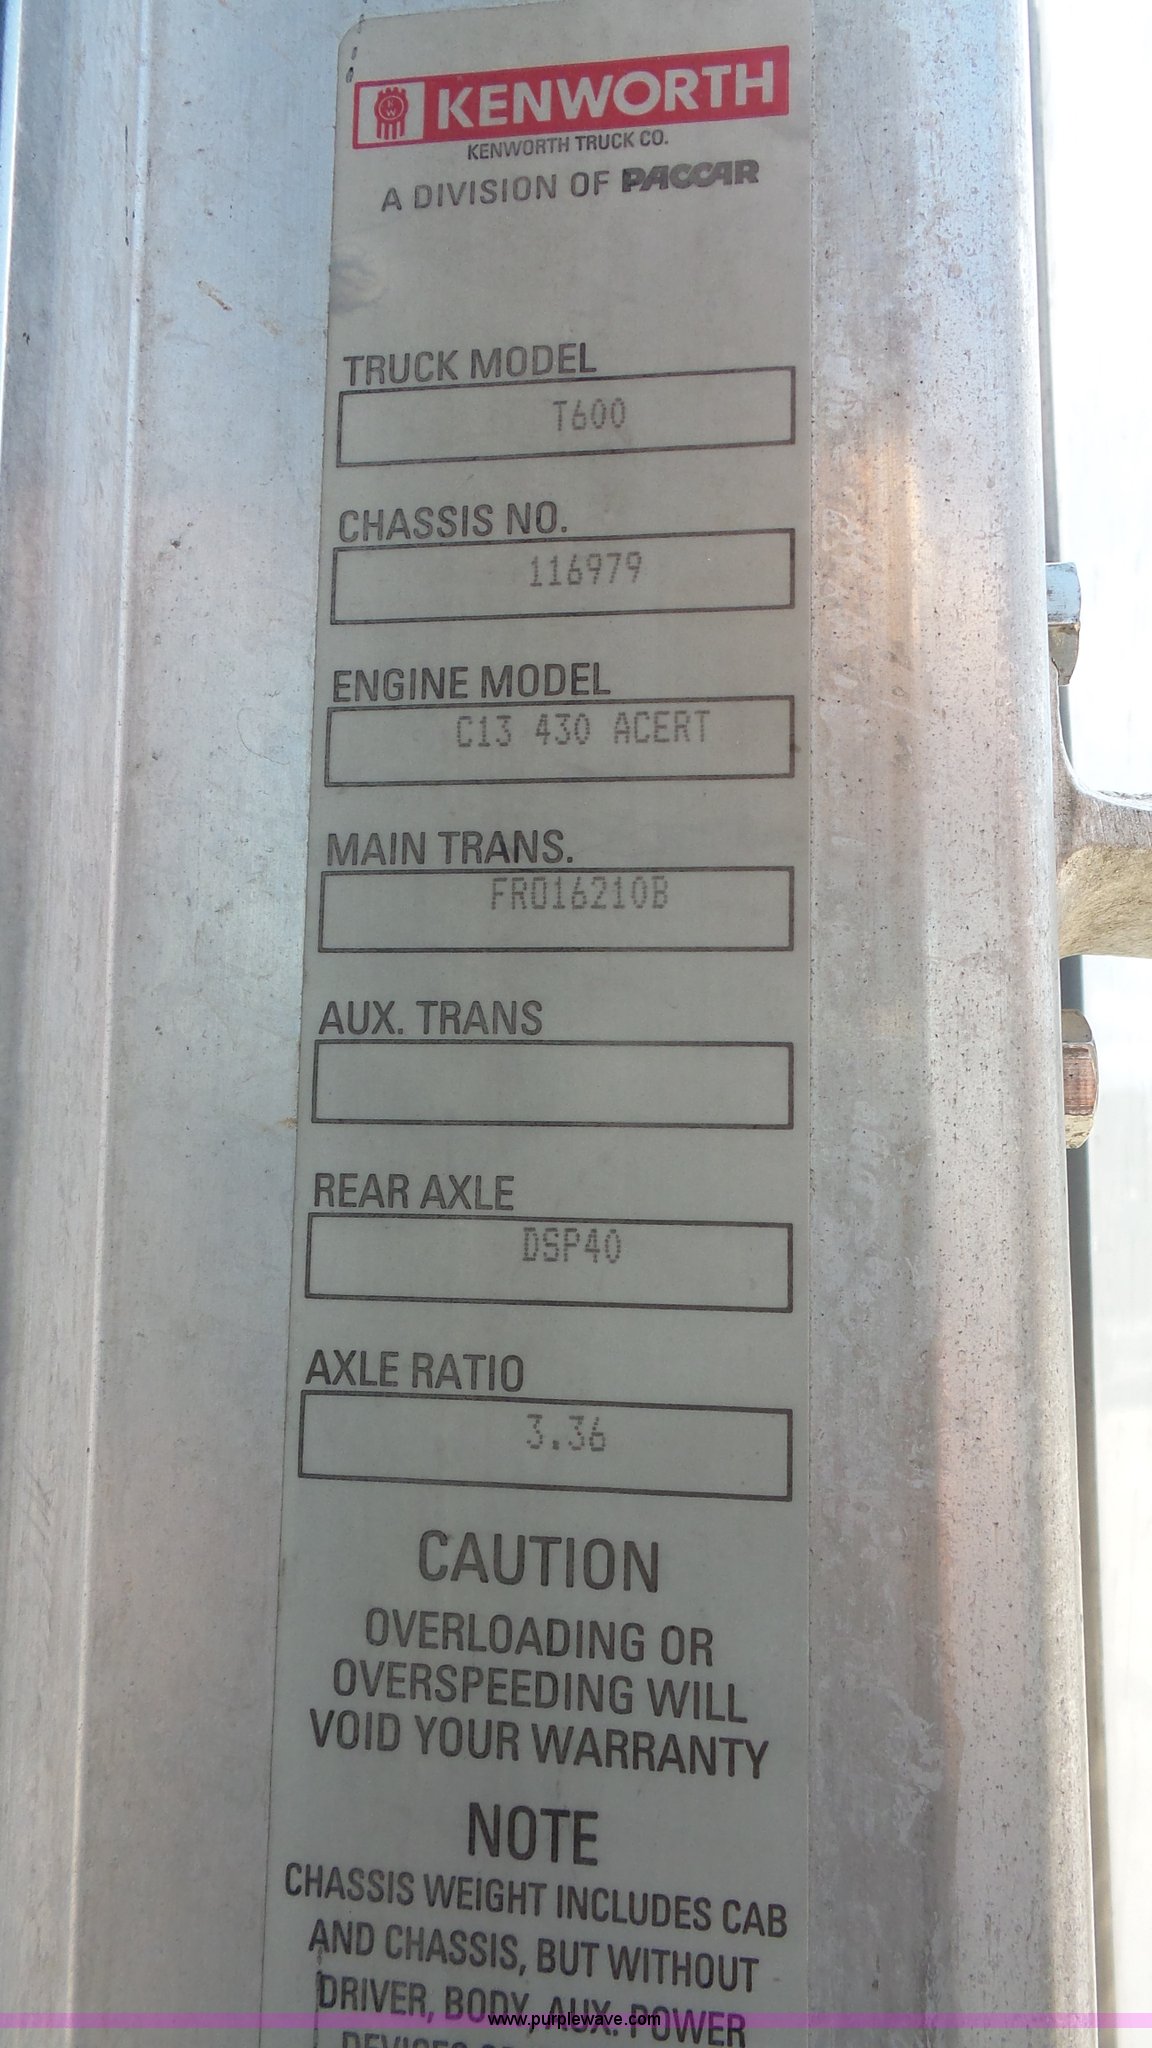 KW
KENWORTH
KENWORTH TRUCK CO.
A DIVISION OF PACCAR
TRUCK MODEL
T600
CHASSIS NO.
116979
ENGINE MODEL
C13 430 ACERT
MAIN TRANS.
FRO16210B
AUX. TRANS
REAR AXLE
DSP40
AXLE RATIO
3.36
CAUTION
OVERLOADING OR
OVERSPEEDING WILL
VOID YOUR WARRANTY
NOTE
CHASSIS WEIGHT INCLUDES CAB
AND CHASSIS, BUT WITHOUT
DRIVER, BODY, AUX. POWER
www.purplewave.com
DEVICES